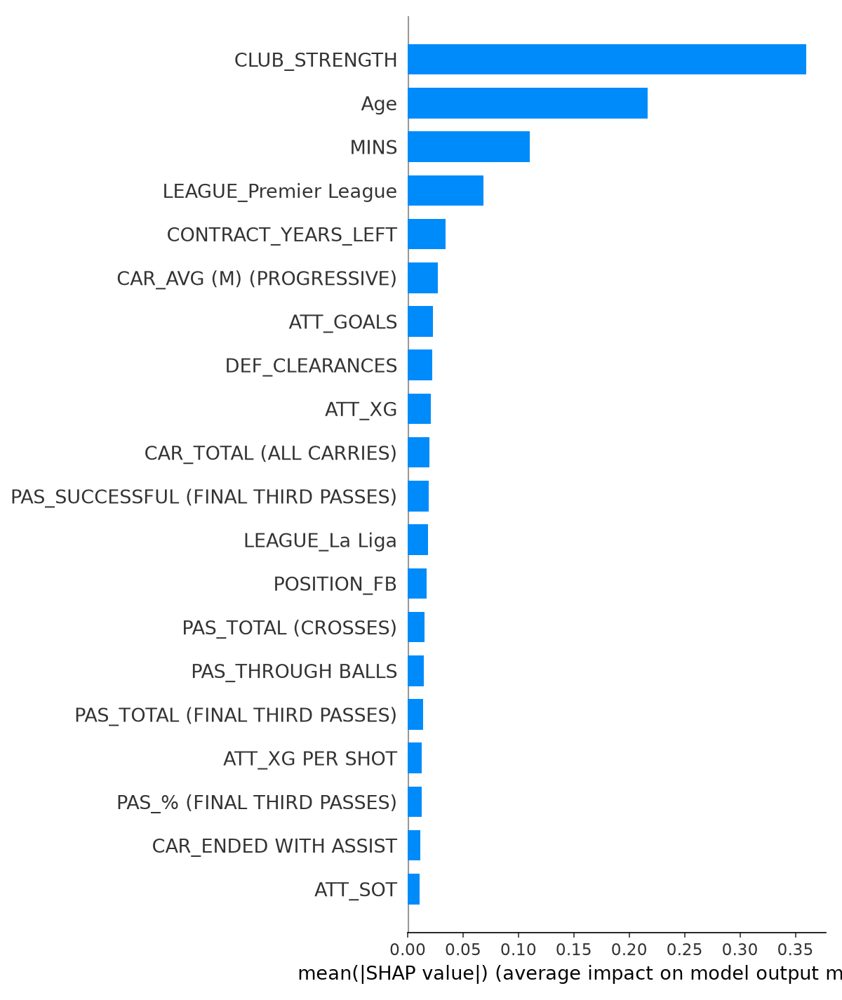 CLUB_STRENGTH
Age
MINS
LEAGUE_Premier League
CONTRACT_YEARS_LEFT
CAR_AVG (M) (PROGRESSIVE)
ATT_GOALS
DEF_CLEARANCES
ATT_XG
CAR_TOTAL (ALL CARRIES)
PAS_SUCCESSFUL (FINAL THIRD PASSES)
LEAGUE_La Liga
POSITION_FB
PAS_TOTAL (CROSSES)
PAS_THROUGH BALLS
PAS_TOTAL (FINAL THIRD PASSES)
ATT_XG PER SHOT
PAS_% (FINAL THIRD PASSES)
CAR_ENDED WITH ASSIST
ATT_SOT
0.00 0.05 0.10 0.15 0.20 0.25 0.30 0.35
mean(|SHAP value|) (average impact on model output m